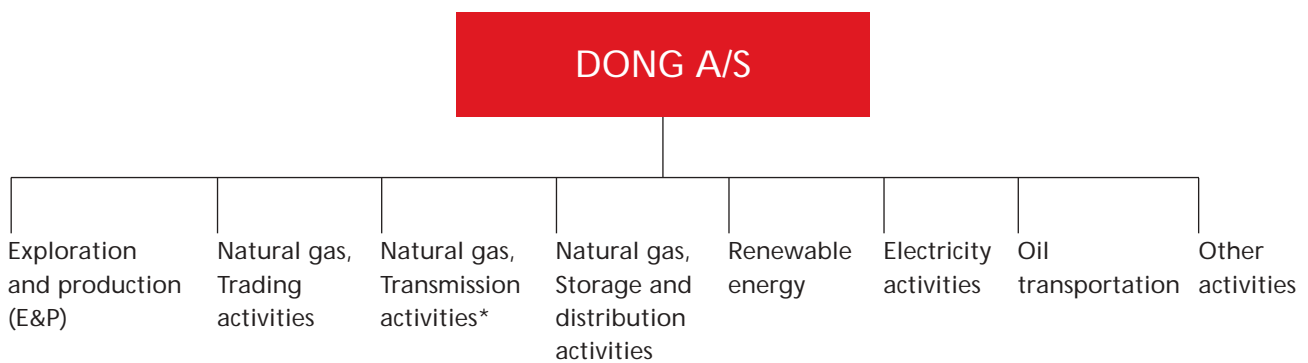 DONG A/S
Exploration
and production
(E&P)
Natural gas,
Trading
activities
Natural gas,
Transmission
activities*
Natural gas,
Storage and
distribution
activities
Renewable
energy
Electricity
activities
Oil
transportation
Other
activities